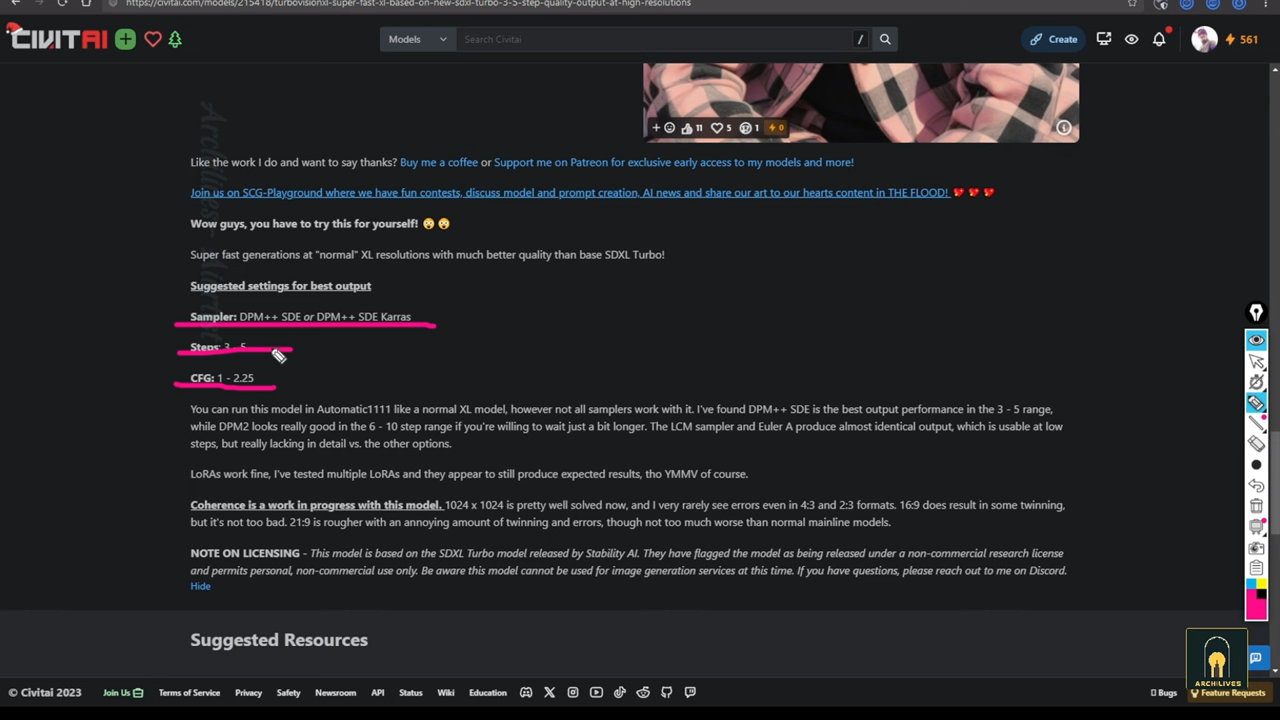 https://civitai.com/models/215418/turbovisionxl-super-fast-xl-based-on-new-sdxl-turbo-3-5-step-quality-output-at-high-resolutions
CIVITAI
Models
Search Civitai
/
Create
561
11
5
1
0
Like the work I do and want to say thanks? Buy me a coffee or Support me on Patreon for exclusive early access to my models and more!
Join us on SCG-Playground where we have fun contests, discuss model and prompt creation, AI news and share our art to our hearts content in THE FLOOD!
Wow guys, you have to try this for yourself!
Super fast generations at "normal" XL resolutions with much better quality than base SDXL Turbo!
Suggested settings for best output
Sampler: DPM++ SDE or DPM++ SDE Karras
Steps: 3 - 5
CFG: 1 - 2.25
You can run this model in Automatic1111 like a normal XL model, however not all samplers work with it. I've found DPM++ SDE is the best output performance in the 3 - 5 range,
while DPM2 looks really good in the 6 - 10 step range if you're willing to wait just a bit longer. The LCM sampler and Euler A produce almost identical output, which is usable at low
steps, but really lacking in detail vs. the other options.
LoRAs work fine, I've tested multiple LoRAs and they appear to still produce expected results, tho YMMV of course.
Coherence is a work in progress with this model. 1024 x 1024 is pretty well solved now, and I very rarely see errors even in 4:3 and 2:3 formats. 16:9 does result in some twinning,
but it's not too bad. 21:9 is rougher with an annoying amount of twinning and errors, though not too much worse than normal mainline models.
NOTE ON LICENSING - This model is based on the SDXL Turbo model released by Stability AI. They have flagged the model as being released under a non-commercial research license
and permits personal, non-commercial use only. Be aware this model cannot be used for image generation services at this time. If you have questions, please reach out to me on Discord.
Hide
Suggested Resources
ARCHILIVES
© Civitai 2023
Join Us
Terms of Service
Privacy
Safety
Newsroom
API
Status
Wiki
Education
Bugs
Feature Requests